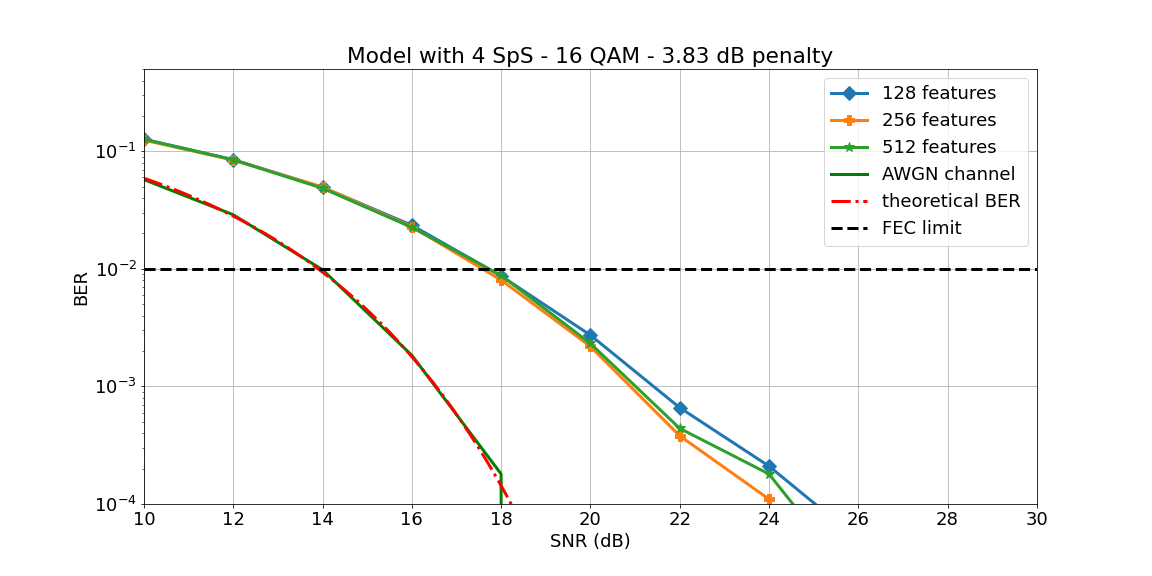 Model with 4 SpS - 16 QAM - 3.83 dB penalty
128 features
256 features
512 features
AWGN channel
theoretical BER
FEC limit
BER
10⁻¹
10⁻²
10⁻³
10⁻⁴
10 12 14 16 18 20 22 24 26 28 30
SNR (dB)